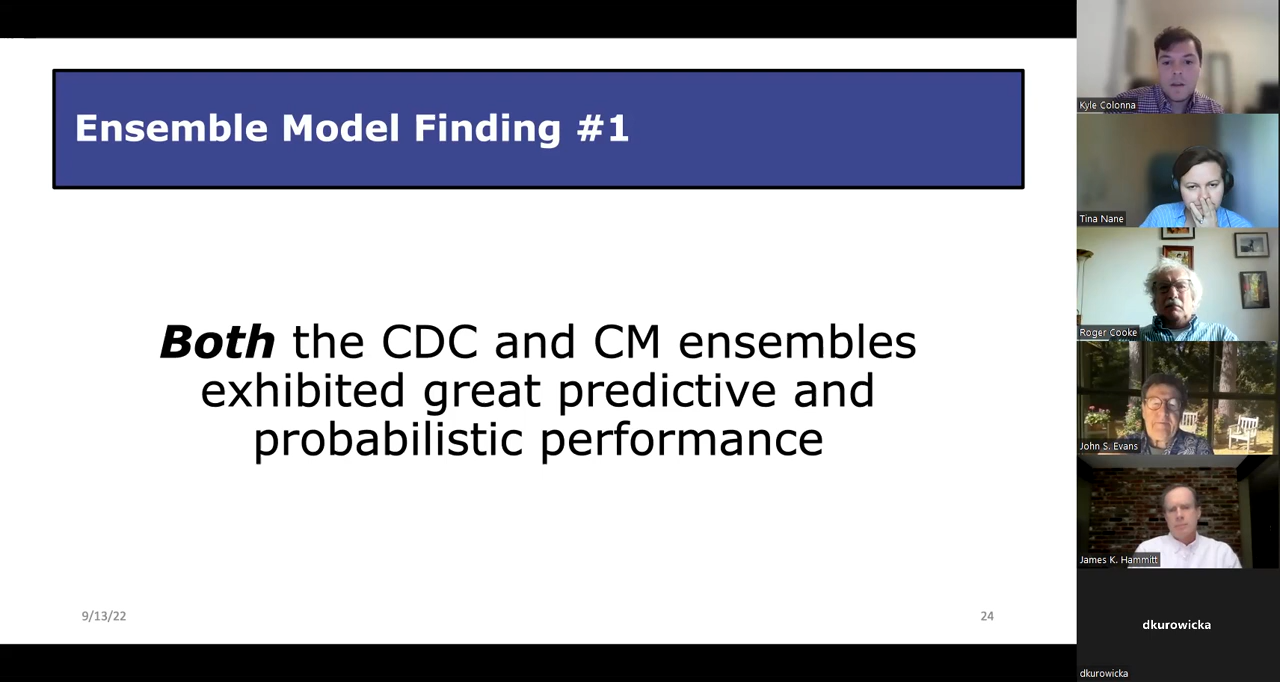 Ensemble Model Finding #1
Both the CDC and CM ensembles
exhibited great predictive and
probabilistic performance
9/13/22
24
Kyle Colonna
Tina Nane
Roger Cooke
John S. Evans
James K. Hammitt
dkurowicka
dkurowicka